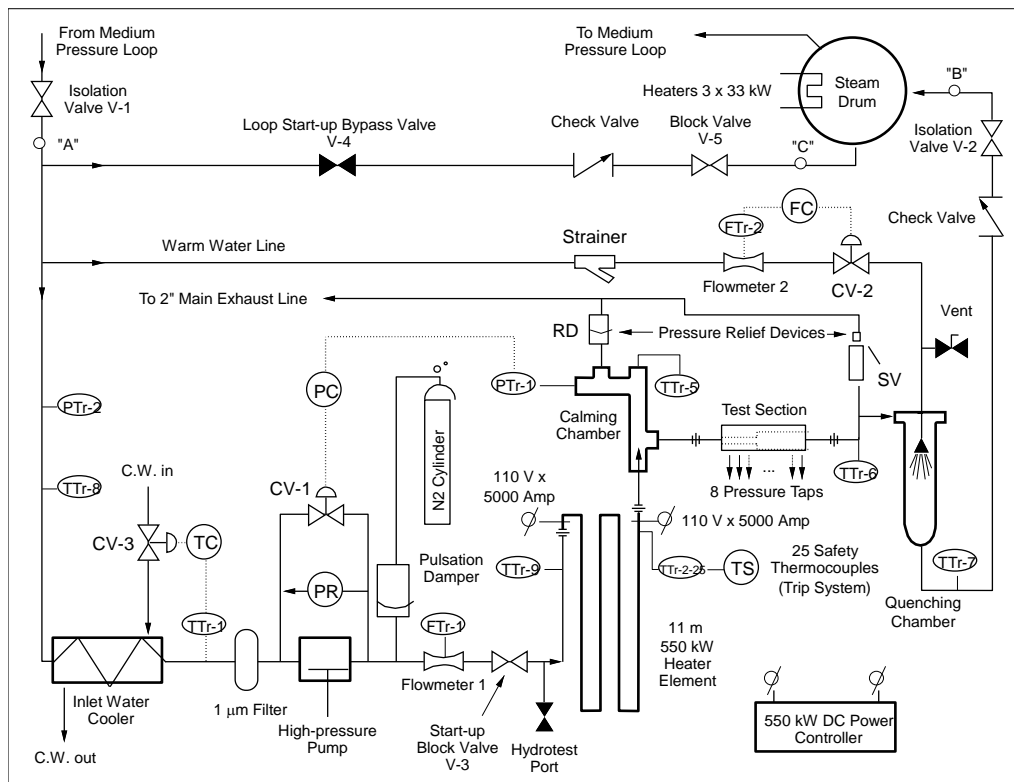 From Medium
Pressure Loop
Isolation
Valve V-1
"A"
Loop Start-up Bypass Valve
V-4
Check Valve
Block Valve
V-5
"C"
To Medium
Pressure Loop
Heaters 3 x 33 kW
Steam
Drum
"B"
Isolation
Valve V-2
Check Valve
Warm Water Line
Strainer
FTr-2
FC
Flowmeter 2
CV-2
To 2" Main Exhaust Line
RD
Pressure Relief Devices
SV
Vent
PTr-2
TTr-8
PC
N2 Cylinder
PTr-1
TTr-5
Calming
Chamber
Test Section
8 Pressure Taps
...
TTr-6
C.W. in
CV-3
TC
TTr-1
CV-1
PR
Pulsation
Damper
110 V x
5000 Amp
110 V x 5000 Amp
TTr-9
TTr-2-25
TS
25 Safety
Thermocouples
(Trip System)
TTr-7
Quenching
Chamber
Inlet Water
Cooler
C.W. out
1 μm Filter
High-pressure
Pump
FTr-1
Flowmeter 1
Start-up
Block Valve
V-3
Hydrotest
Port
11 m
550 kW
Heater
Element
550 kW DC Power
Controller